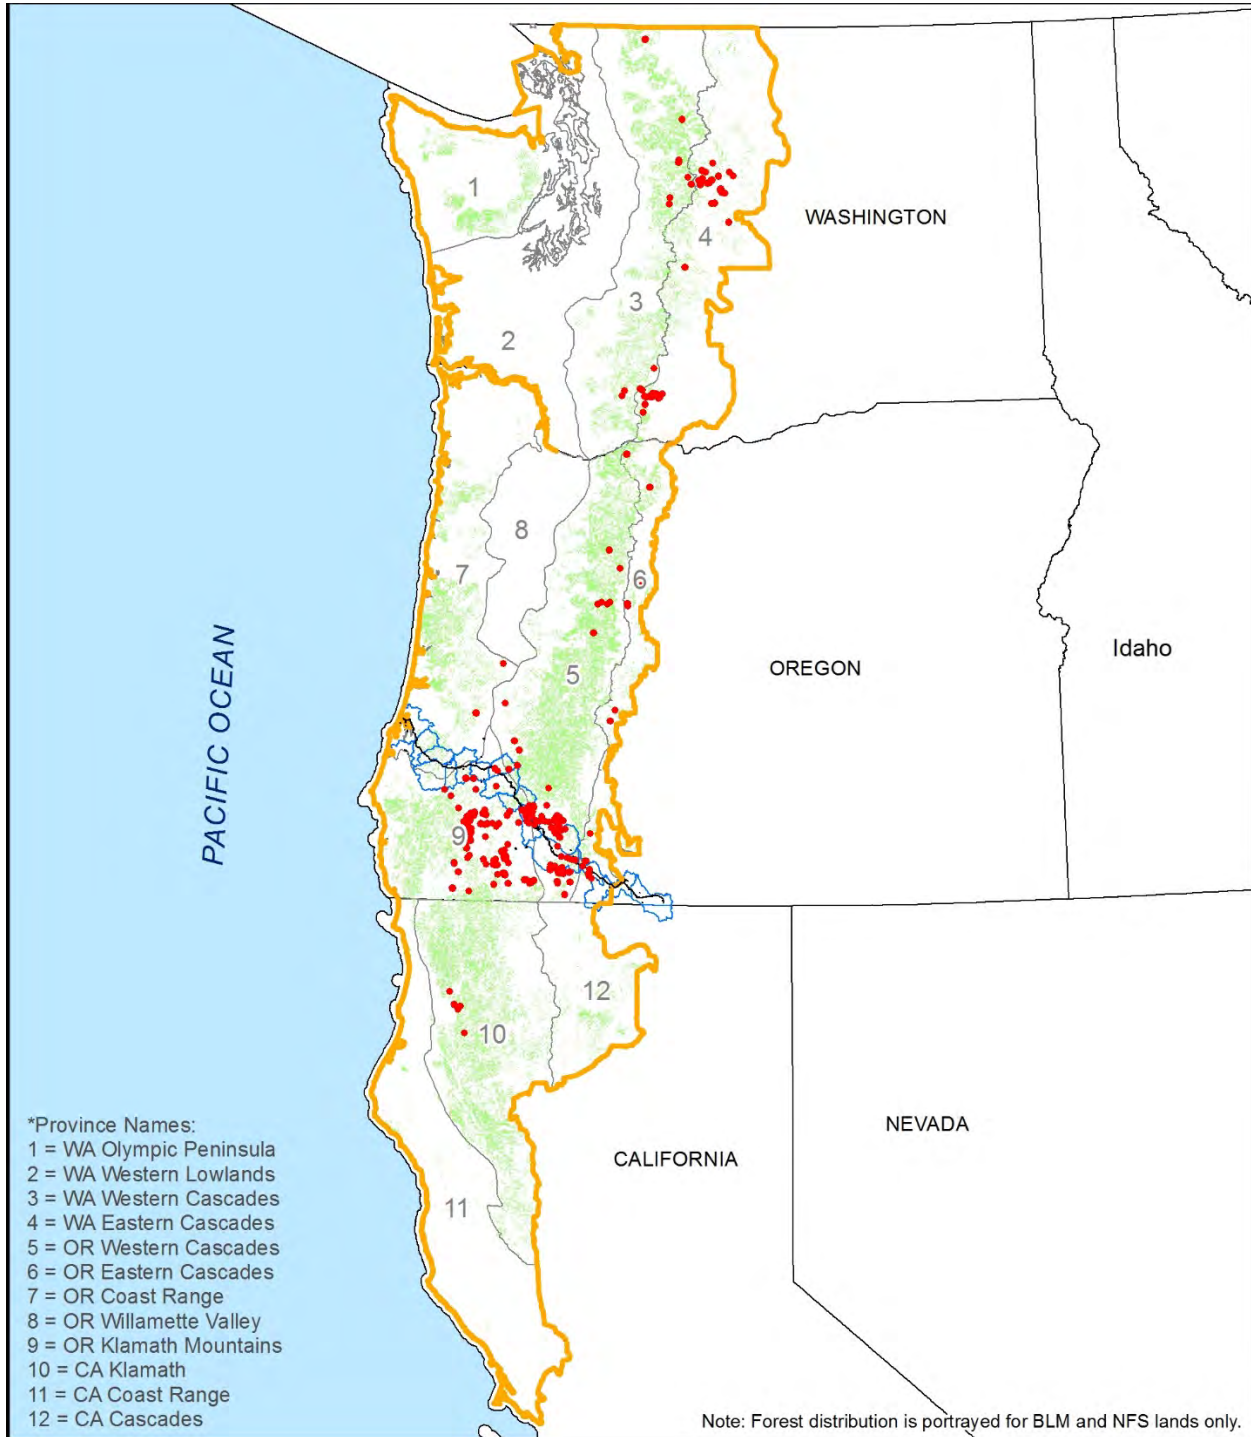 1
WASHINGTON
4
3
2
8
7
6
5
OREGON
Idaho
PACIFIC OCEAN
9
12
10
NEVADA
CALIFORNIA
11
*Province Names:
1 = WA Olympic Peninsula
2 = WA Western Lowlands
3 = WA Western Cascades
4 = WA Eastern Cascades
5 = OR Western Cascades
6 = OR Eastern Cascades
7 = OR Coast Range
8 = OR Willamette Valley
9 = OR Klamath Mountains
10 = CA Klamath
11 = CA Coast Range
12 = CA Cascades
Note: Forest distribution is portrayed for BLM and NFS lands only.